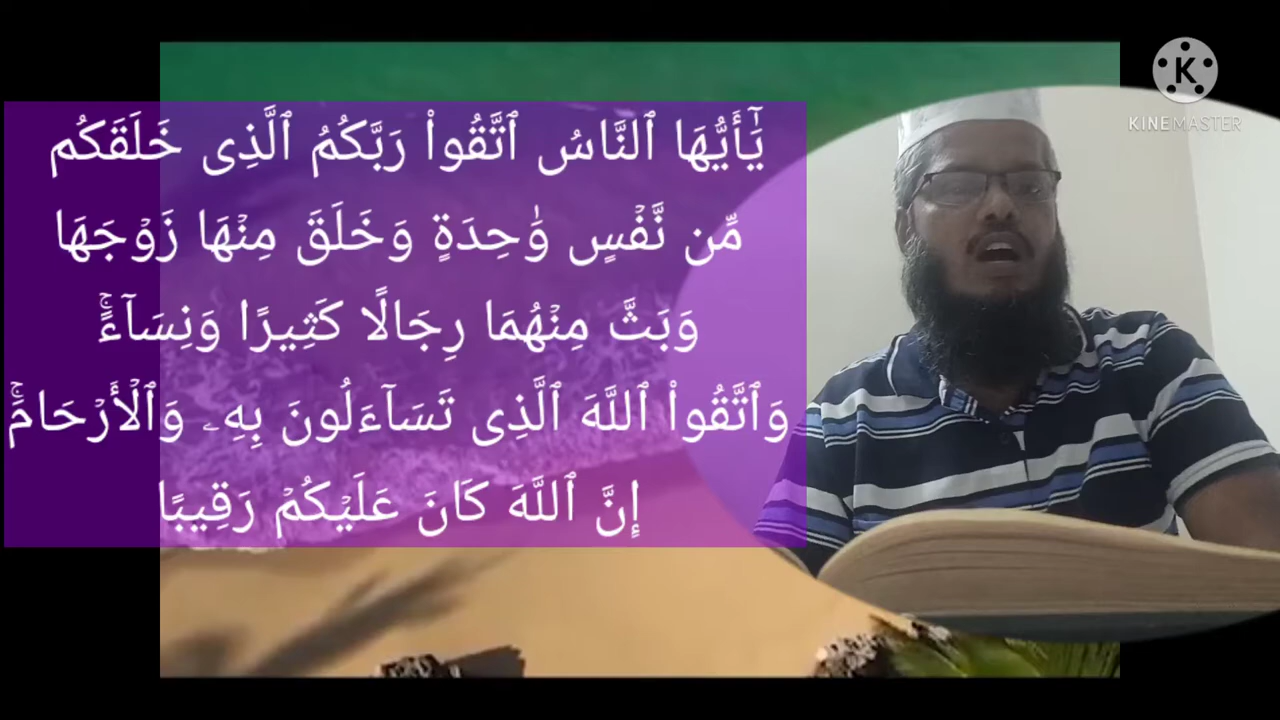 يَٰٓأَيُّهَا ٱلنَّاسُ ٱتَّقُوا۟ رَبَّكُمُ ٱلَّذِى خَلَقَكُم
مِّن نَّفْسٍ وَٰحِدَةٍ وَخَلَقَ مِنْهَا زَوْجَهَا
وَبَثَّ مِنْهُمَا رِجَالًا كَثِيرًا وَنِسَآءًۚ
وَٱتَّقُوا۟ ٱللَّهَ ٱلَّذِى تَسَآءَلُونَ بِهِۦ وَٱلْأَرْحَامَۚ
إِنَّ ٱللَّهَ كَانَ عَلَيْكُمْ رَقِيبًا
K
KINEMASTER